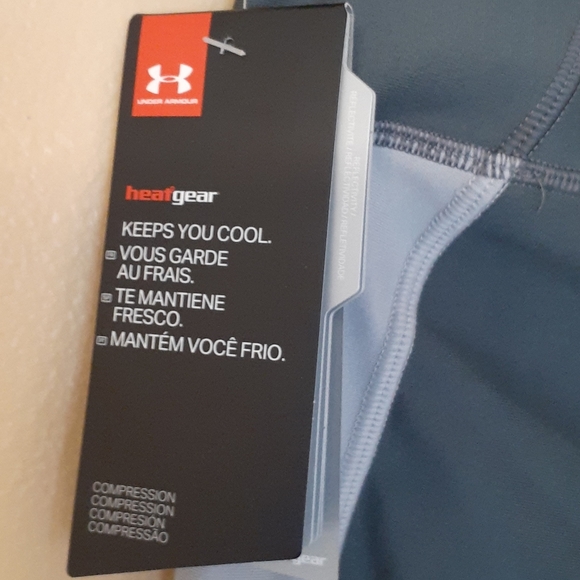 UNDER ARMOUR
heatgear
KEEPS YOU COOL.
VOUS GARDE
AU FRAIS.
TE MANTIENE
FRESCO.
MANTÉM VOCÊ FRIO.
COMPRESSION
COMPRESSION
COMPRESIÓN
COMPRESSÃO
gear